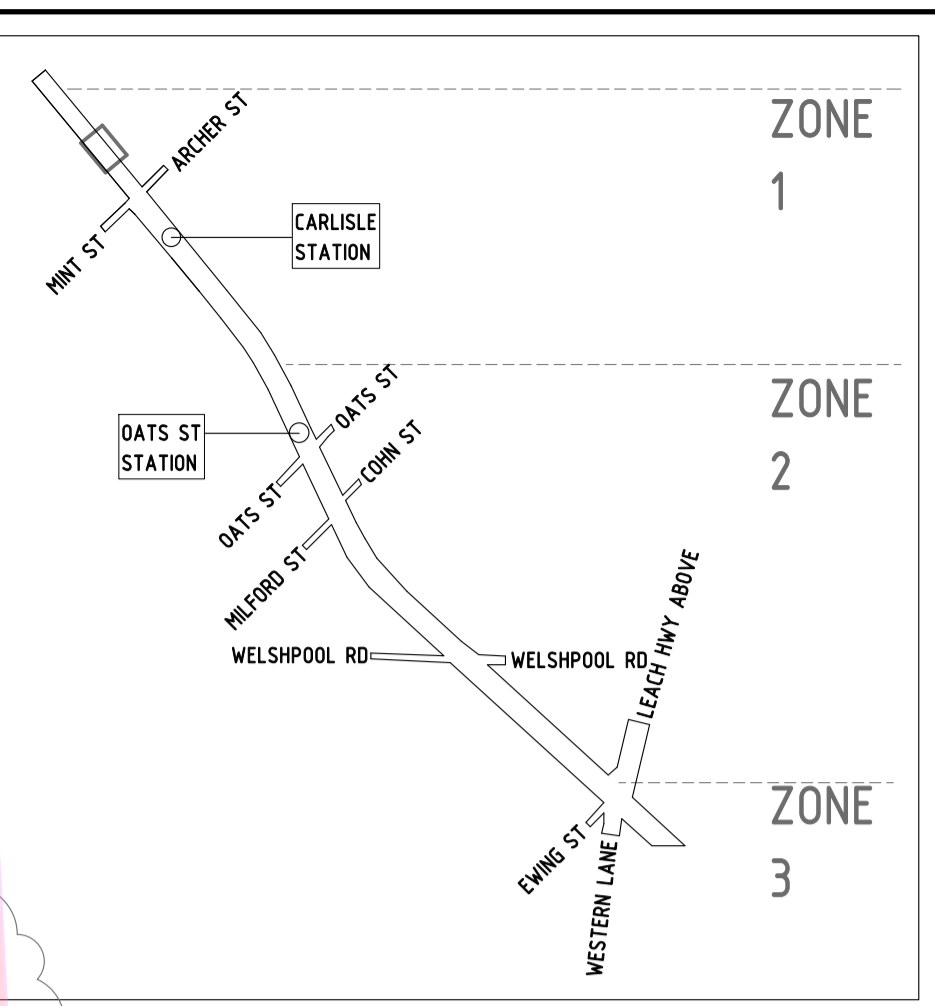 ZONE
1
ARCHER ST
MINT ST
CARLISLE
STATION
ZONE
2
OATS ST
OATS ST
STATION
COHN ST
OATS ST
MILFORD ST
WELSHPOOL RD
WELSHPOOL RD
LEACH HWY ABOVE
ZONE
3
EWING ST
WESTERN LANE